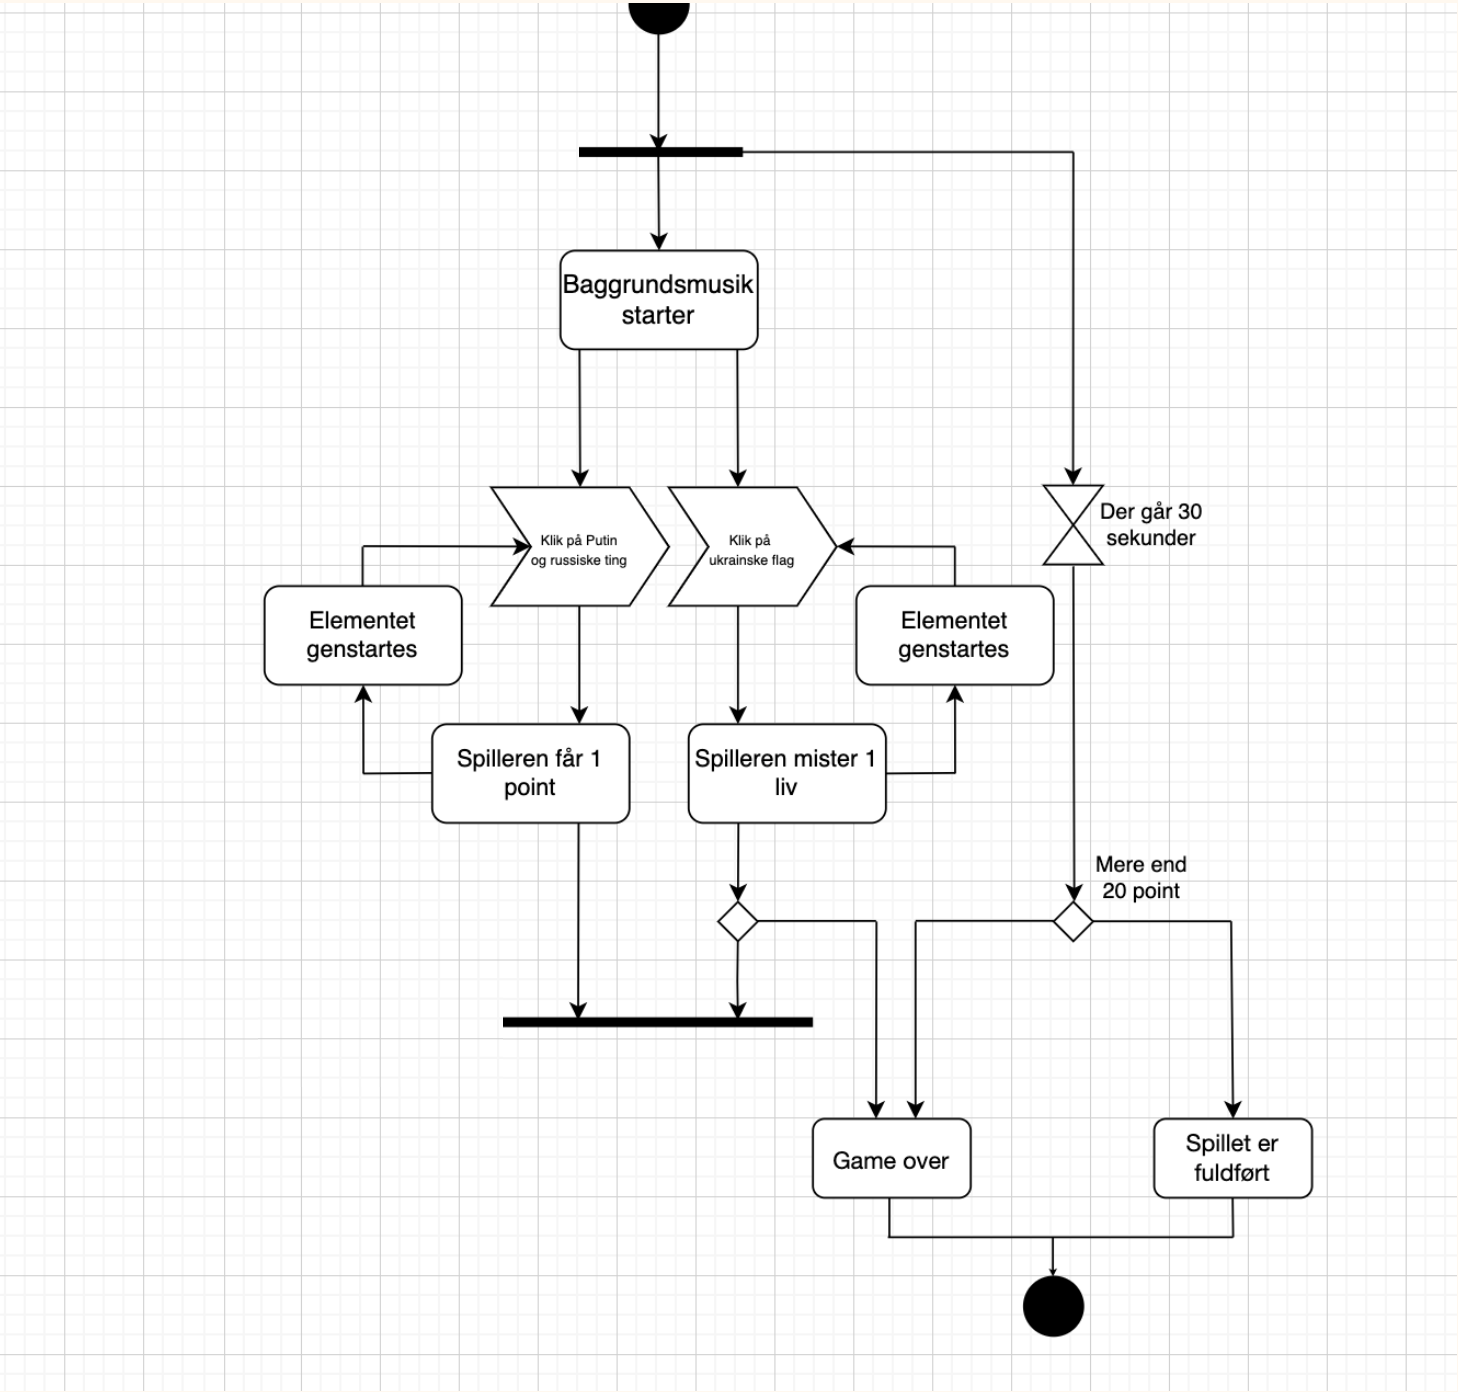 Baggrundsmusik
starter
Klik på Putin
og russiske ting
Klik på
ukrainske flag
Der går 30
sekunder
Elementet
genstartes
Elementet
genstartes
Spilleren får 1
point
Spilleren mister 1
liv
Mere end
20 point
Game over
Spillet er
fuldført